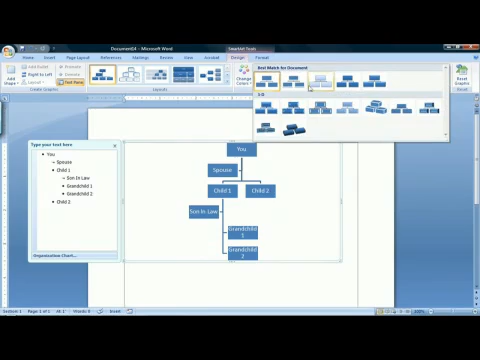 Document4 - Microsoft Word
SmartArt Tools
Home
Insert
Page Layout
References
Mailings
Review
View
Acrobat
Design
Format
Add Shape
Add Bullet
Right to Left
Text Pane
Create Graphic
Layouts
Change Colors
Best Match for Document
3-D
Reset Graphic
Reset
Type your text here
You
Spouse
Child 1
Son In Law
Grandchild 1
Grandchild 2
Child 2
Organization Chart...
You
Spouse
Child 1
Child 2
Son In Law
Grandchild
1
Grandchild
2
Section: 1
Page: 1 of 1
Words: 0
Insert
100%